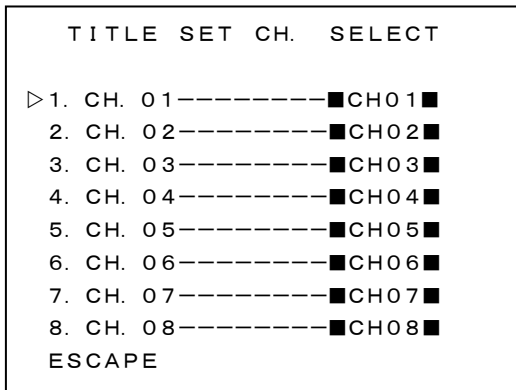 TITLE SET CH. SELECT
▷1. CH. 01--------■CH01■
2. CH. 02--------■CH02■
3. CH. 03--------■CH03■
4. CH. 04--------■CH04■
5. CH. 05--------■CH05■
6. CH. 06--------■CH06■
7. CH. 07--------■CH07■
8. CH. 08--------■CH08■
ESCAPE